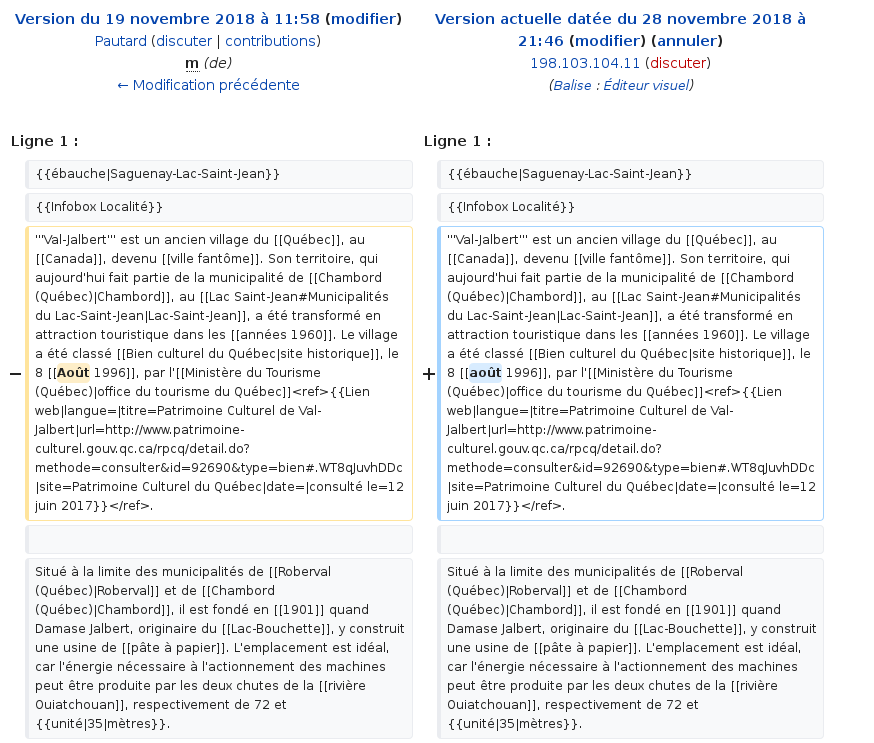 Version du 19 novembre 2018 à 11:58 (modifier)
Pautard (discuter | contributions)
m (de)
← Modification précédente
Version actuelle datée du 28 novembre 2018 à
21:46 (modifier) (annuler)
198.103.104.11 (discuter)
(Balise : Éditeur visuel)
Ligne 1 :
Ligne 1 :
{{ébauche|Saguenay-Lac-Saint-Jean}}
{{ébauche|Saguenay-Lac-Saint-Jean}}
{{Infobox Localité}}
{{Infobox Localité}}
−
'''Val-Jalbert''' est un ancien village du [[Québec]], au
[[Canada]], devenu [[ville fantôme]]. Son territoire, qui
aujourd'hui fait partie de la municipalité de [[Chambord
(Québec)|Chambord]], au [[Lac Saint-Jean#Municipalités
du Lac-Saint-Jean|Lac-Saint-Jean]], a été transformé en
attraction touristique dans les [[années 1960]]. Le village
a été classé [[Bien culturel du Québec|site historique]], le
8 [[Août 1996]], par l'[[Ministère du Tourisme
(Québec)|office du tourisme du Québec]]<ref>{{Lien
web|langue=|titre=Patrimoine Culturel de Val-
Jalbert|url=http://www.patrimoine-
culturel.gouv.qc.ca/rpcq/detail.do?
methode=consulter&id=92690&type=bien#.WT8qJuvhDDc
|site=Patrimoine Culturel du Québec|date=|consulté le=12
juin 2017}}</ref>.
+
'''Val-Jalbert''' est un ancien village du [[Québec]], au
[[Canada]], devenu [[ville fantôme]]. Son territoire, qui
aujourd'hui fait partie de la municipalité de [[Chambord
(Québec)|Chambord]], au [[Lac Saint-Jean#Municipalités
du Lac-Saint-Jean|Lac-Saint-Jean]], a été transformé en
attraction touristique dans les [[années 1960]]. Le village
a été classé [[Bien culturel du Québec|site historique]], le
8 [[août 1996]], par l'[[Ministère du Tourisme
(Québec)|office du tourisme du Québec]]<ref>{{Lien
web|langue=|titre=Patrimoine Culturel de Val-
Jalbert|url=http://www.patrimoine-
culturel.gouv.qc.ca/rpcq/detail.do?
methode=consulter&id=92690&type=bien#.WT8qJuvhDDc
|site=Patrimoine Culturel du Québec|date=|consulté le=12
juin 2017}}</ref>.
Situé à la limite des municipalités de [[Roberval
(Québec)|Roberval]] et de [[Chambord
(Québec)|Chambord]], il est fondé en [[1901]] quand
Damase Jalbert, originaire du [[Lac-Bouchette]], y construit
une usine de [[pâte à papier]]. L'emplacement est idéal,
car l'énergie nécessaire à l'actionnement des machines
peut être produite par les deux chutes de la [[rivière
Ouiatchouan]], respectivement de 72 et
{{unité|35|mètres}}.
Situé à la limite des municipalités de [[Roberval
(Québec)|Roberval]] et de [[Chambord
(Québec)|Chambord]], il est fondé en [[1901]] quand
Damase Jalbert, originaire du [[Lac-Bouchette]], y construit
une usine de [[pâte à papier]]. L'emplacement est idéal,
car l'énergie nécessaire à l'actionnement des machines
peut être produite par les deux chutes de la [[rivière
Ouiatchouan]], respectivement de 72 et
{{unité|35|mètres}}.